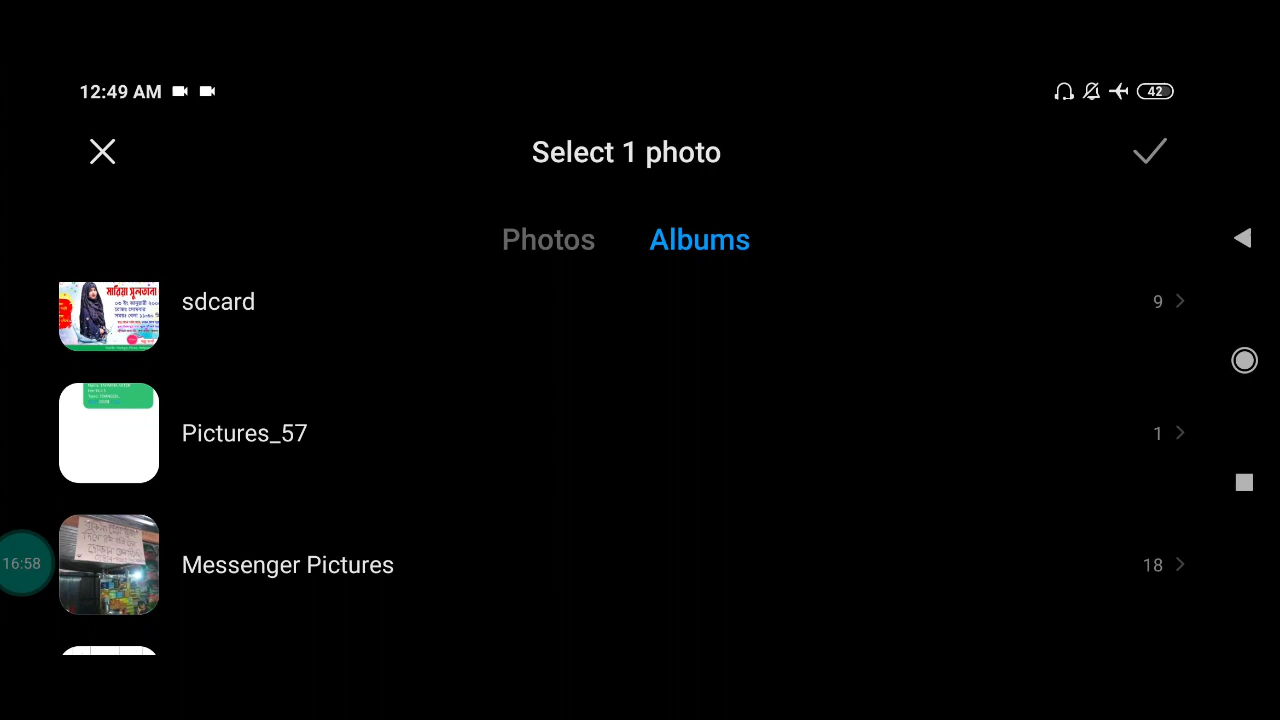 12:49 AM
42
Select 1 photo
Photos
Albums
মারিয়া সুলতানা
sdcard
9
Pictures_57
1
16:58
Messenger Pictures
18